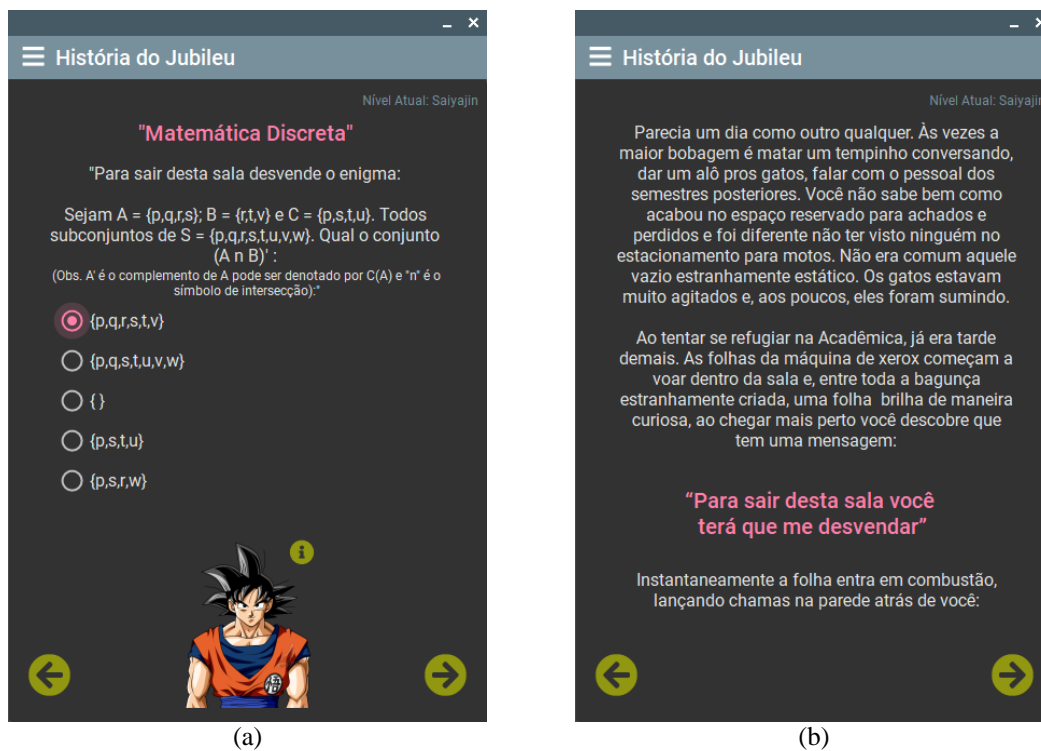 História do Jubileu
Nível Atual: Saiyajin
"Matemática Discreta"
"Para sair desta sala desvende o enigma:
Sejam A = {p,q,r,s}; B = {r,t,v} e C = {p,s,t,u}. Todos
subconjuntos de S = {p,q,r,s,t,u,v,w}. Qual o conjunto
(A n B)' :
(Obs. A' é o complemento de A pode ser denotado por C(A) e "n" é o
símbolo de intersecção):"
{p,q,r,s,t,v}
{p,q,s,t,u,v,w}
{ }
{p,s,t,u}
{p,s,r,w}
(a)
História do Jubileu
Nível Atual: Saiyajin
Parecia um dia como outro qualquer. Às vezes a
maior bobagem é matar um tempinho conversando,
dar um alô pros gatos, falar com o pessoal dos
semestres posteriores. Você não sabe bem como
acabou no espaço reservado para achados e
perdidos e foi diferente não ter visto ninguém no
estacionamento para motos. Não era comum aquele
vazio estranhamente estático. Os gatos estavam
muito agitados e, aos poucos, eles foram sumindo.
Ao tentar se refugiar na Acadêmica, já era tarde
demais. As folhas da máquina de xerox começam a
voar dentro da sala e, entre toda a bagunça
estranhamente criada, uma folha brilha de maneira
curiosa, ao chegar mais perto você descobre que
tem uma mensagem:
“Para sair desta sala você
terá que me desvendar”
Instantaneamente a folha entra em combustão,
lançando chamas na parede atrás de você:
(b)